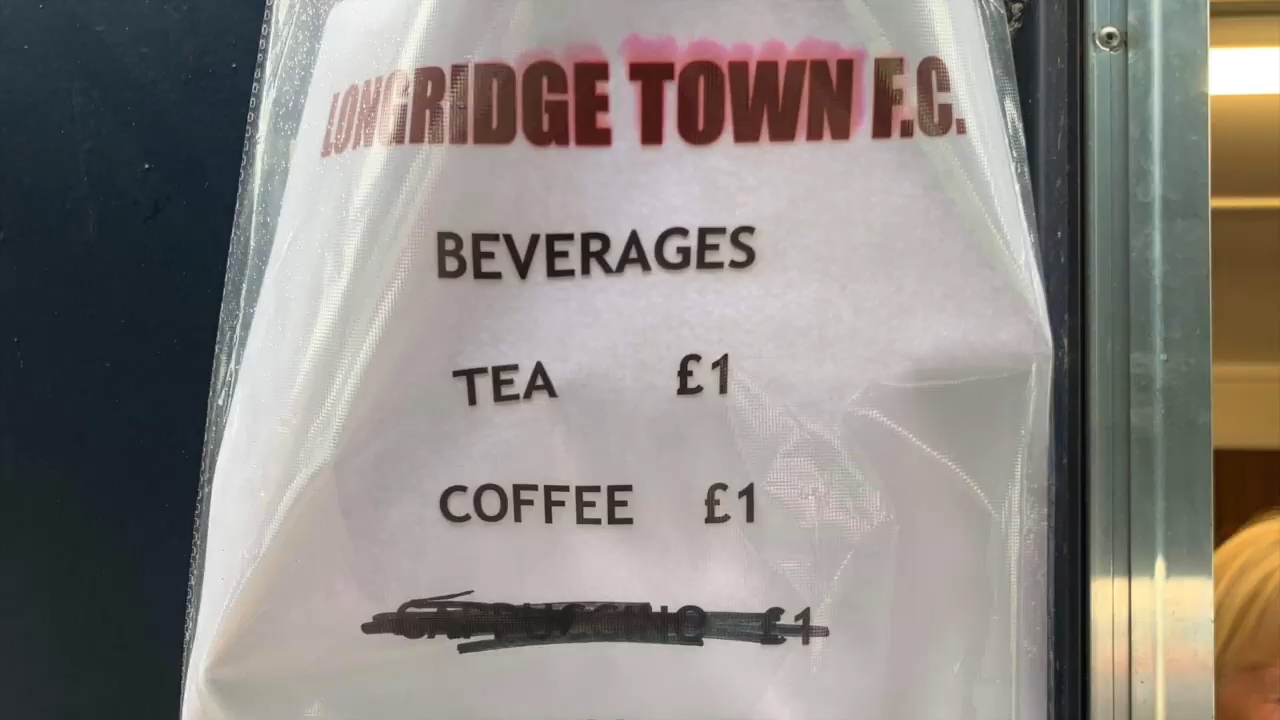 LONGRIDGE TOWN F.C.
BEVERAGES
TEA £1
COFFEE £1
£1